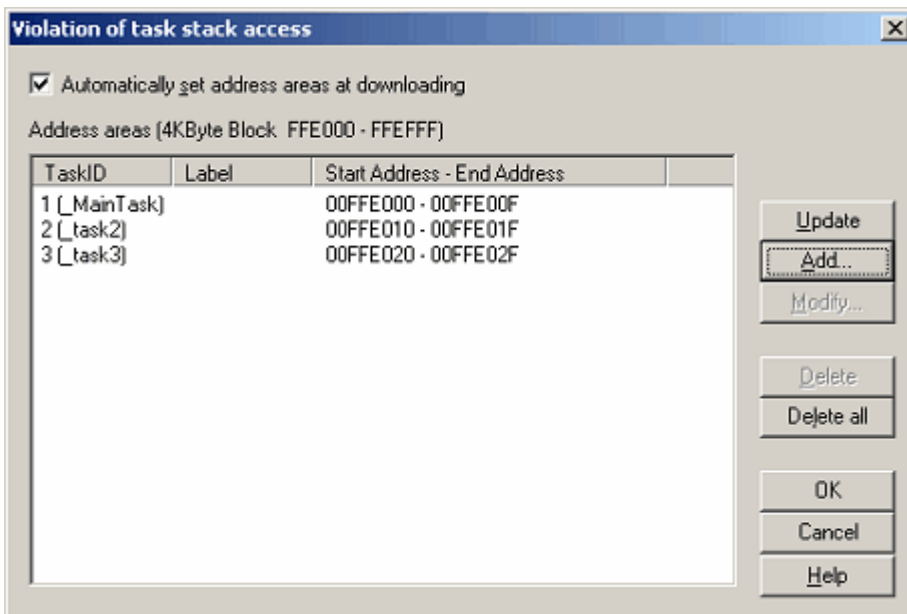 Violation of task stack access
Automatically set address areas at downloading
Address areas (4KByte Block FFE000 - FFEFFF)
TaskID Label Start Address - End Address
1 (_MainTask) 00FFE000 - 00FFE00F
2 (_task2) 00FFE010 - 00FFE01F
3 (_task3) 00FFE020 - 00FFE02F
Update
Add...
Modify...
Delete
Delete all
OK
Cancel
Help